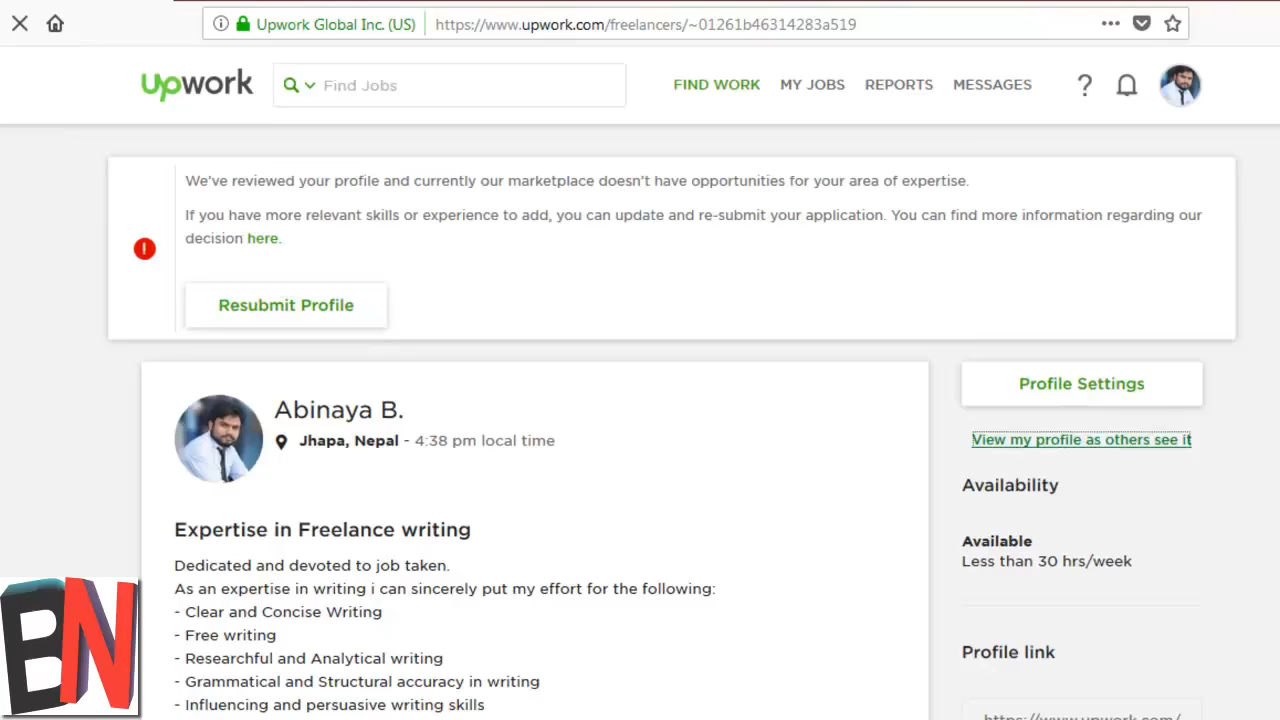 Upwork Global Inc. (US)
https://www.upwork.com/freelancers/~01261b46314283a519
upwork
Find Jobs
FIND WORK
MY JOBS
REPORTS
MESSAGES
?
We've reviewed your profile and currently our marketplace doesn't have opportunities for your area of expertise.
If you have more relevant skills or experience to add, you can update and re-submit your application. You can find more information regarding our
decision here.
!
Resubmit Profile
Abinaya B.
Jhapa, Nepal - 4:38 pm local time
Expertise in Freelance writing
Dedicated and devoted to job taken.
As an expertise in writing i can sincerely put my effort for the following:
- Clear and Concise Writing
- Free writing
- Researchful and Analytical writing
- Grammatical and Structural accuracy in writing
- Influencing and persuasive writing skills
Profile Settings
View my profile as others see it
Availability
Available
Less than 30 hrs/week
Profile link
https://www.upwork.com/
BN